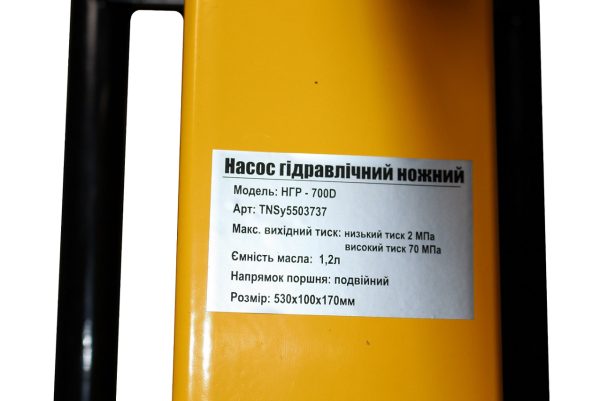 Насос гідравлічний ножний
Модель: НГР - 700D
Арт: TNSy5503737
Макс. вихідний тиск: низький тиск 2 МПа
високий тиск 70 МПа
Ємність масла: 1,2л
Напрямок поршня: подвійний
Розмір: 530х100х170мм